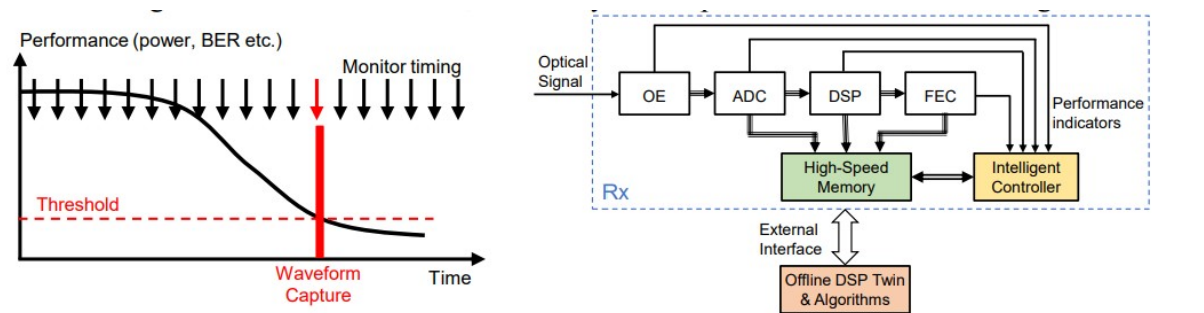 Performance (power, BER etc.)
Monitor timing
Threshold
Waveform
Capture
Time
Optical
Signal
OE
ADC
DSP
FEC
Performance
indicators
High-Speed
Memory
Intelligent
Controller
Rx
External
Interface
Offline DSP Twin
& Algorithms